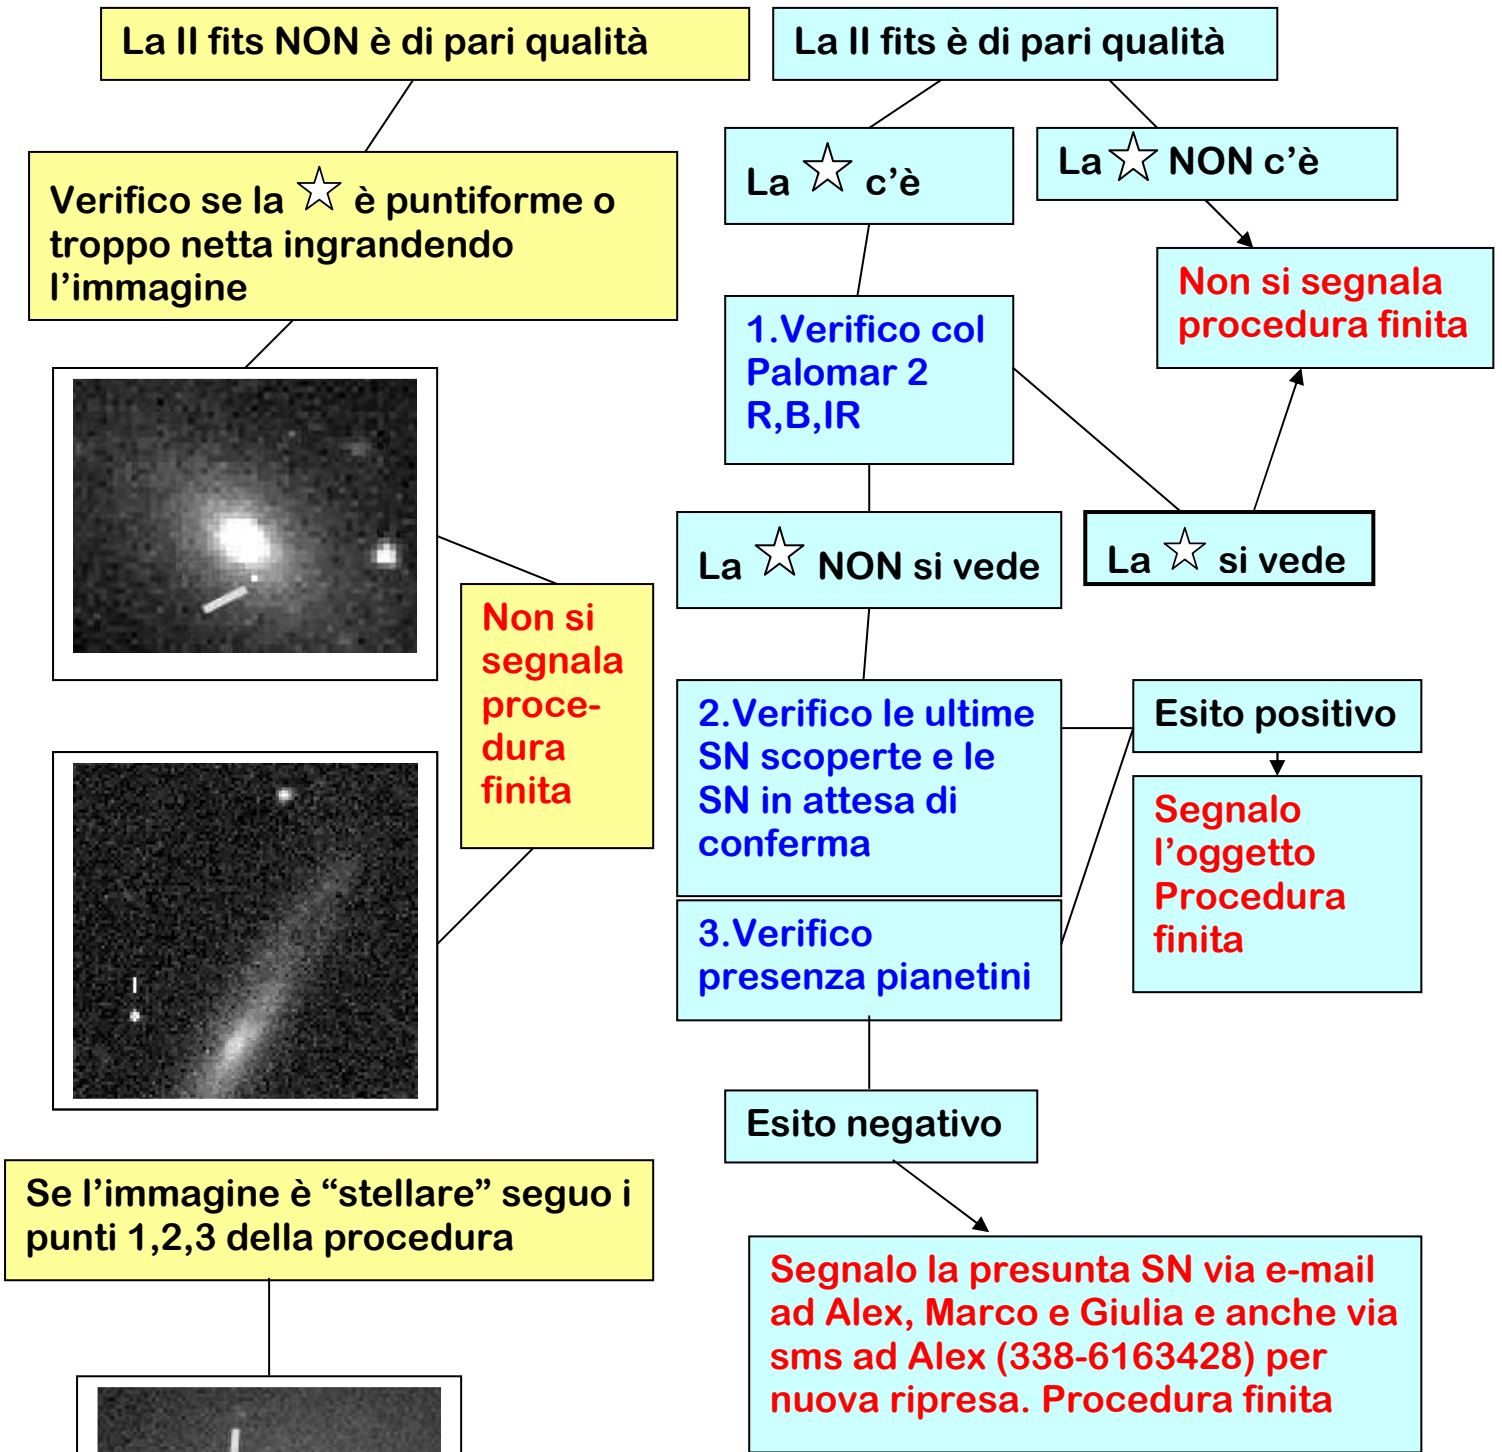 La II fits NON è di pari qualità
La II fits è di pari qualità
Verifico se la è puntiforme o
troppo netta ingrandendo
l’immagine
La c’è
La NON c’è
Non si segnala
procedura finita
1.Verifico col
Palomar 2
R,B,IR
La NON si vede
La si vede
Non si
segnala
proce-
dura
finita
2.Verifico le ultime
SN scoperte e le
SN in attesa di
conferma
Esito positivo
Segnalo
l’oggetto
Procedura
finita
3.Verifico
presenza pianetini
Esito negativo
Se l’immagine è “stellare” seguo i
punti 1,2,3 della procedura
Segnalo la presunta SN via e-mail
ad Alex, Marco e Giulia e anche via
sms ad Alex (338-6163428) per
nuova ripresa. Procedura finita